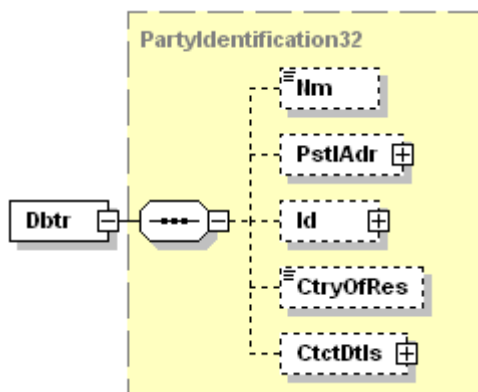 PartyIdentification32
Nm
PstlAdr
Dbtr
Id
CtryOfRes
CtctDtls